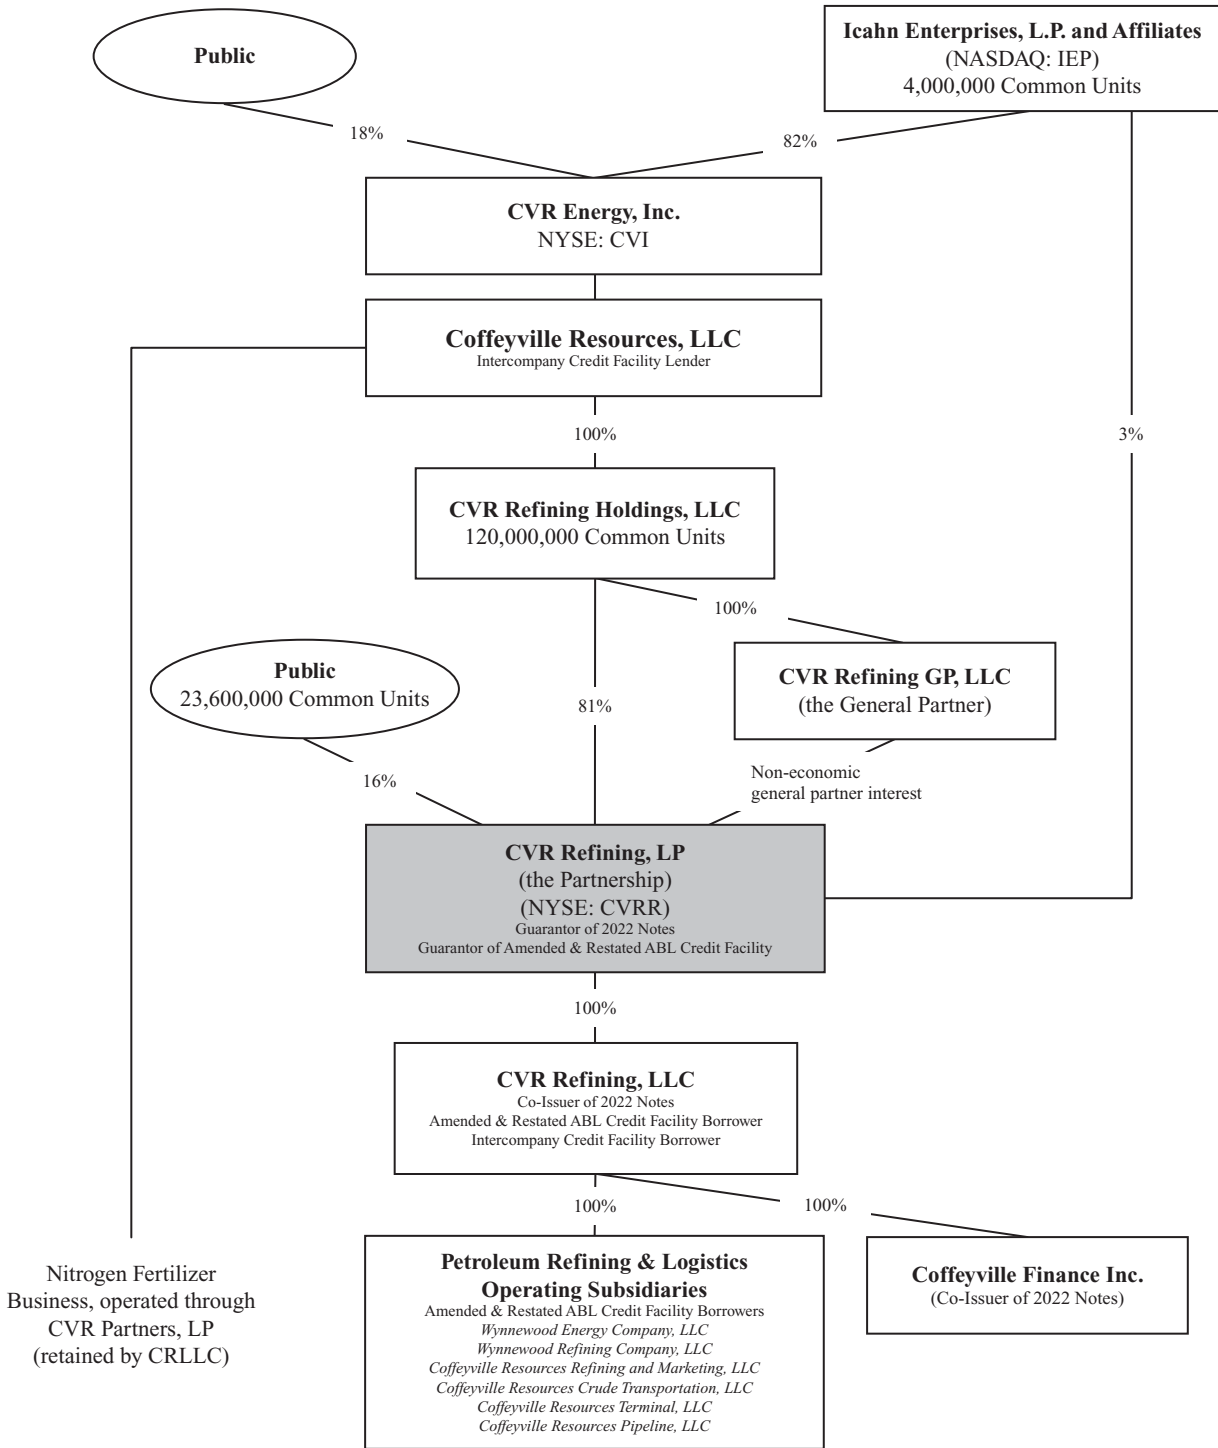 Public
Icahn Enterprises, L.P. and Affiliates
(NASDAQ: IEP)
4,000,000 Common Units
18%
82%
CVR Energy, Inc.
NYSE: CVI
Coffeyville Resources, LLC
Intercompany Credit Facility Lender
100%
3%
CVR Refining Holdings, LLC
120,000,000 Common Units
100%
Public
23,600,000 Common Units
CVR Refining GP, LLC
(the General Partner)
81%
16%
Non-economic
general partner interest
CVR Refining, LP
(the Partnership)
(NYSE: CVRR)
Guarantor of 2022 Notes
Guarantor of Amended & Restated ABL Credit Facility
100%
CVR Refining, LLC
Co-Issuer of 2022 Notes
Amended & Restated ABL Credit Facility Borrower
Intercompany Credit Facility Borrower
100%
100%
Nitrogen Fertilizer
Business, operated through
CVR Partners, LP
(retained by CRLLC)
Petroleum Refining & Logistics
Operating Subsidiaries
Amended & Restated ABL Credit Facility Borrowers
Wynnewood Energy Company, LLC
Wynnewood Refining Company, LLC
Coffeyville Resources Refining and Marketing, LLC
Coffeyville Resources Crude Transportation, LLC
Coffeyville Resources Terminal, LLC
Coffeyville Resources Pipeline, LLC
Coffeyville Finance Inc.
(Co-Issuer of 2022 Notes)